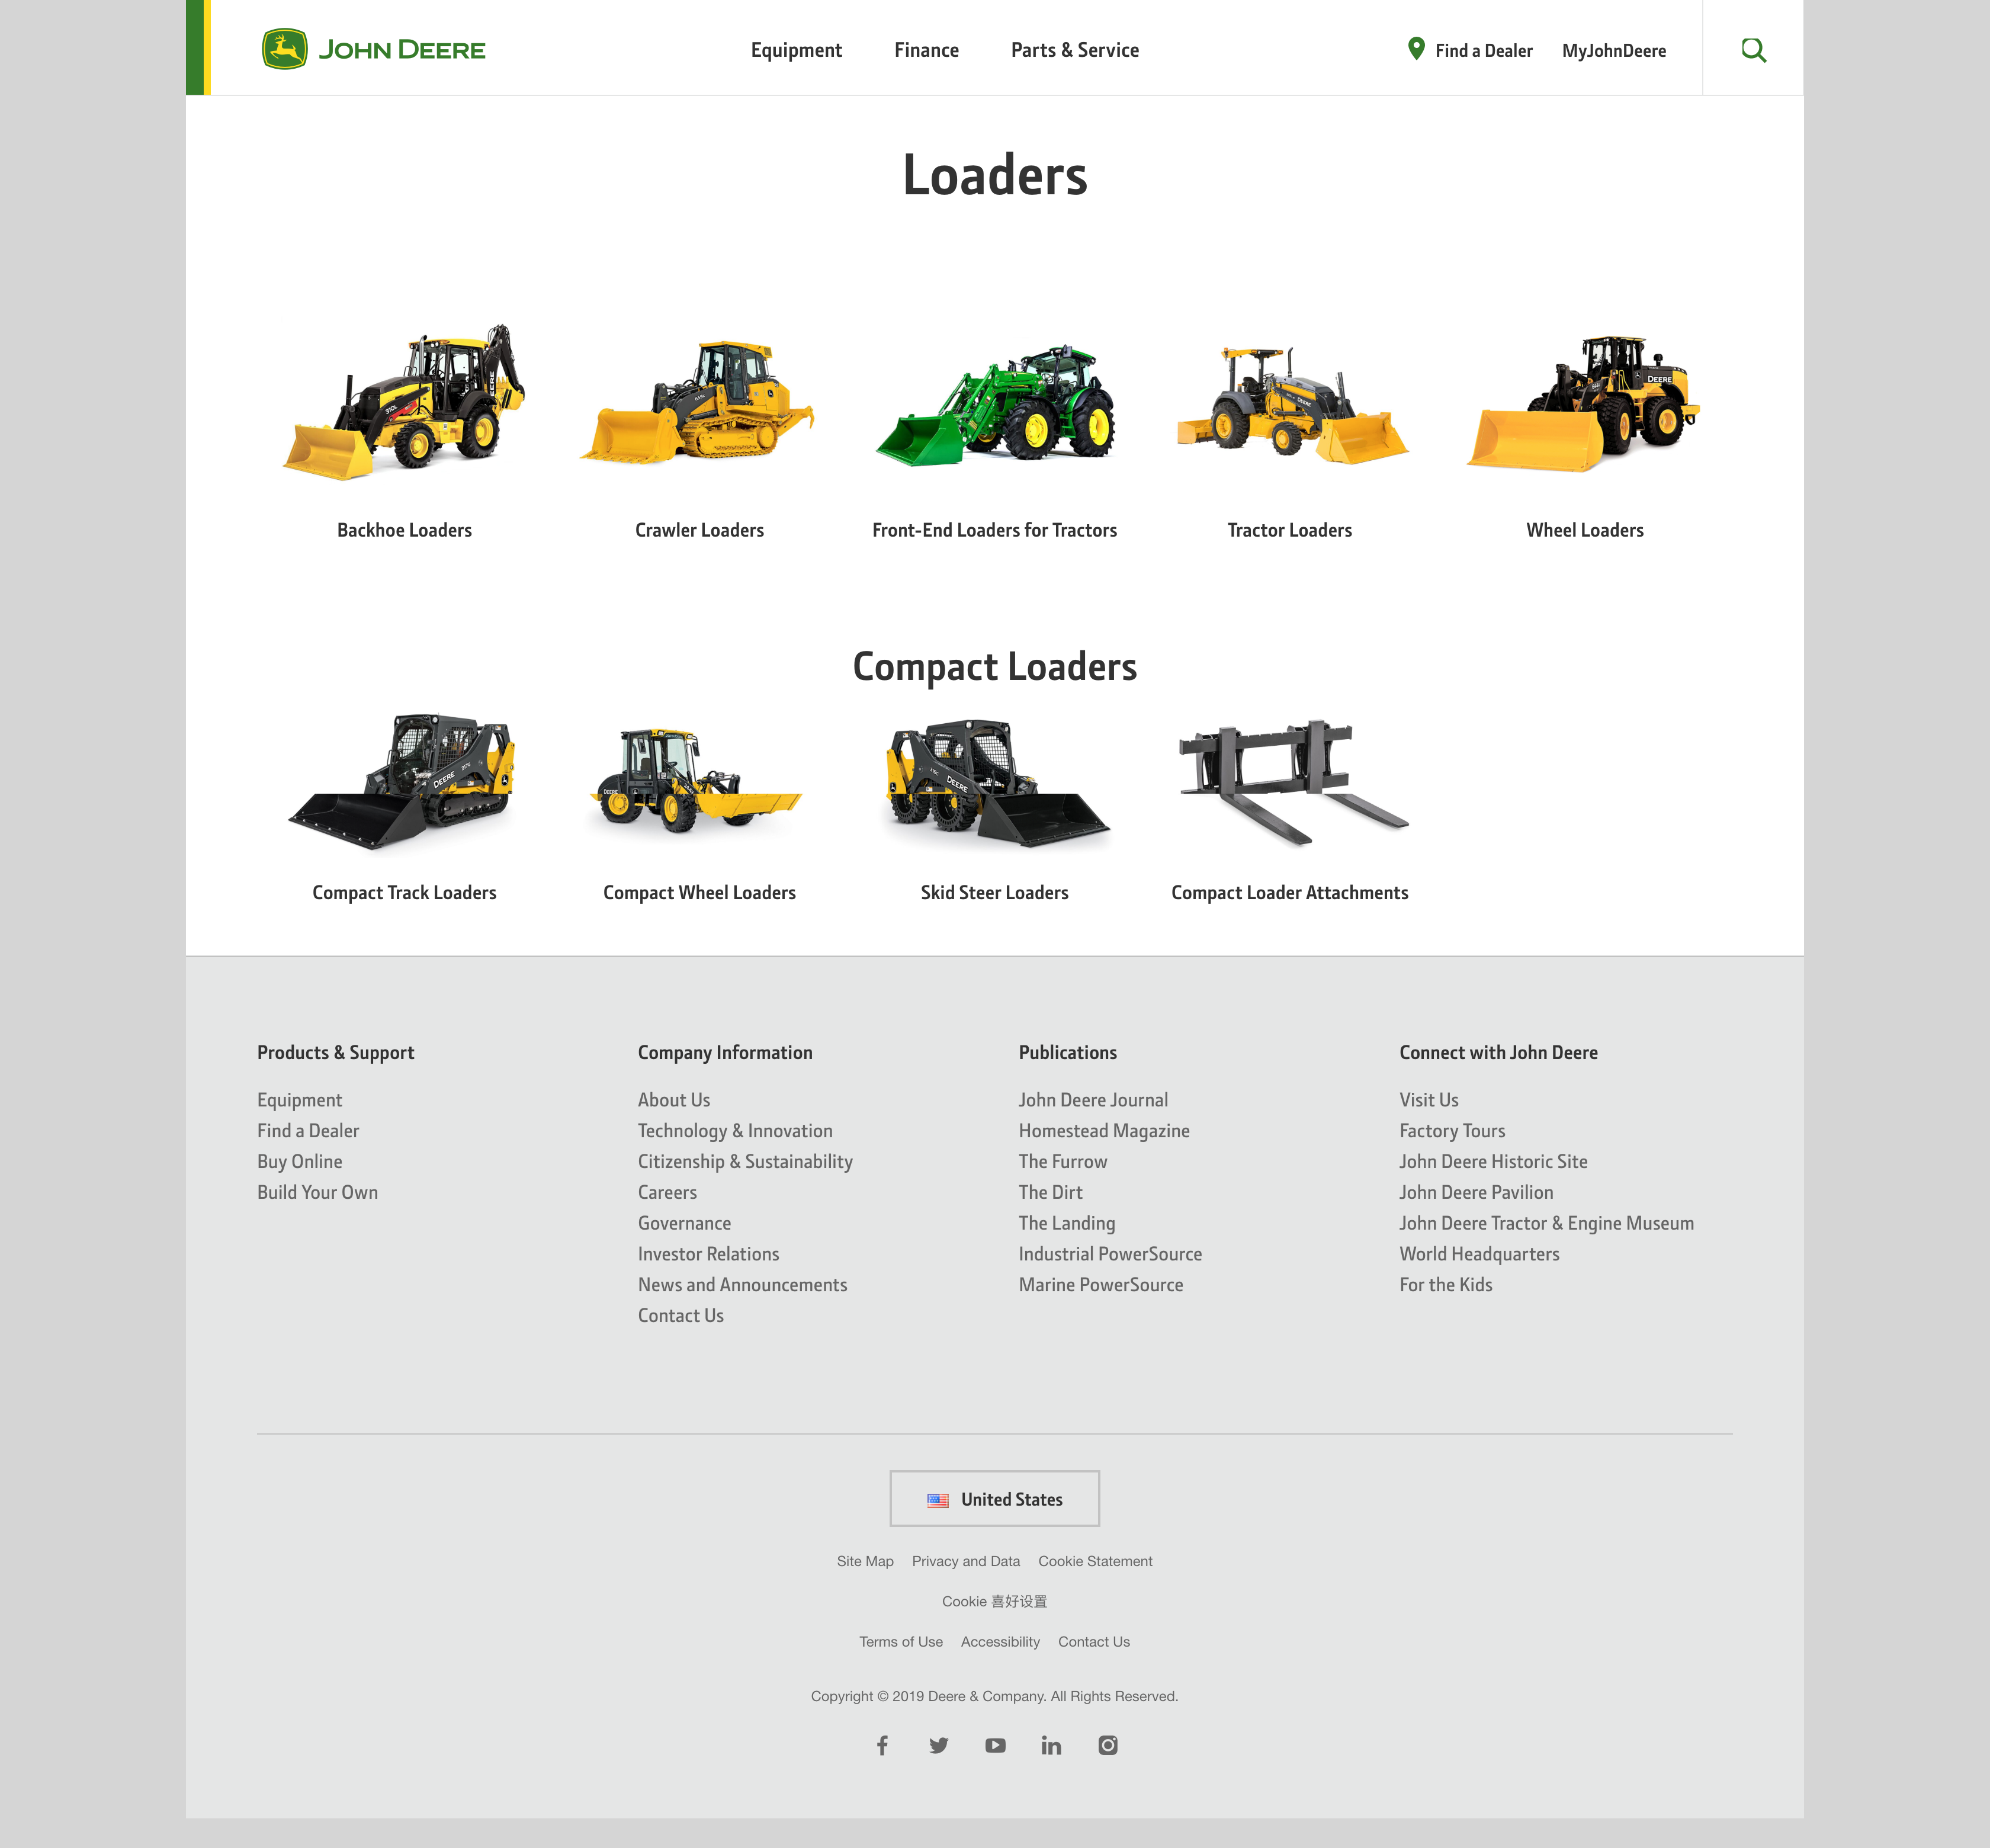 JOHN DEERE
Equipment Finance Parts & Service
Find a Dealer MyJohnDeere
Loaders
310L
DEERE
DEERE
Backhoe Loaders
Crawler Loaders
Front-End Loaders for Tractors
Tractor Loaders
Wheel Loaders
Compact Loaders
DEERE
DEERE
DEERE
Compact Track Loaders
Compact Wheel Loaders
Skid Steer Loaders
Compact Loader Attachments
Products & Support
Equipment
Find a Dealer
Buy Online
Build Your Own
Company Information
About Us
Technology & Innovation
Citizenship & Sustainability
Careers
Governance
Investor Relations
News and Announcements
Contact Us
Publications
John Deere Journal
Homestead Magazine
The Furrow
The Dirt
The Landing
Industrial PowerSource
Marine PowerSource
Connect with John Deere
Visit Us
Factory Tours
John Deere Historic Site
John Deere Pavilion
John Deere Tractor & Engine Museum
World Headquarters
For the Kids
United States
Site Map Privacy and Data Cookie Statement
Cookie 喜好设置
Terms of Use Accessibility Contact Us
Copyright © 2019 Deere & Company. All Rights Reserved.